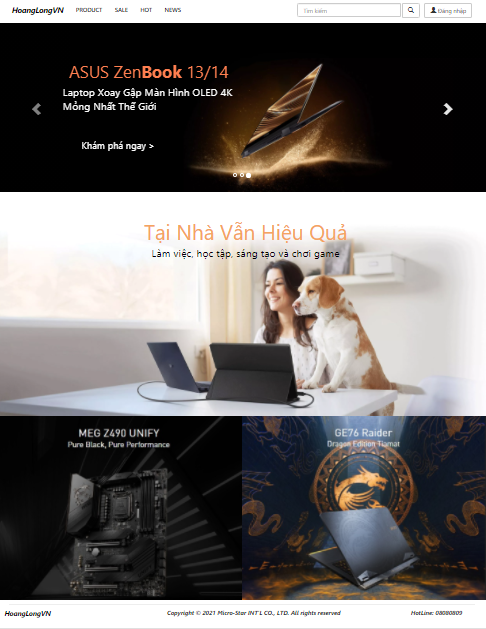 HoangLongVN PRODUCT SALE HOT NEWS Tìm kiếm Đăng nhập
ASUS ZenBook 13/14
Laptop Xoay Gập Màn Hình OLED 4K
Mỏng Nhất Thế Giới
Khám phá ngay >
Tại Nhà Vẫn Hiệu Quả
Làm việc, học tập, sáng tạo và chơi game
MEG Z490 UNIFY
Pure Black, Pure Performance
GE76 Raider
Dragon Edition Tiamat
HoangLongVN Copyright © 2021 Micro-Star INT'L CO., LTD. All rights reserved HotLine: 08080809